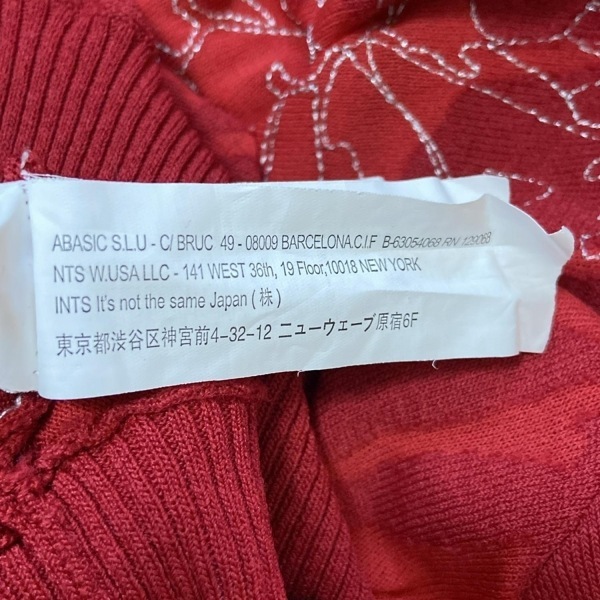 ABASIC S.L.U - C/ BRUC 49 - 08009 BARCELONA.C.I.F B-63054068 RN 129063
NTS W.USA LLC - 141 WEST 36th, 19 Floor,10018 NEW YORK
INTS It's not the same Japan ( 株 )
東京都渋谷区神宮前4-32-12 ニューウェーブ原宿6F